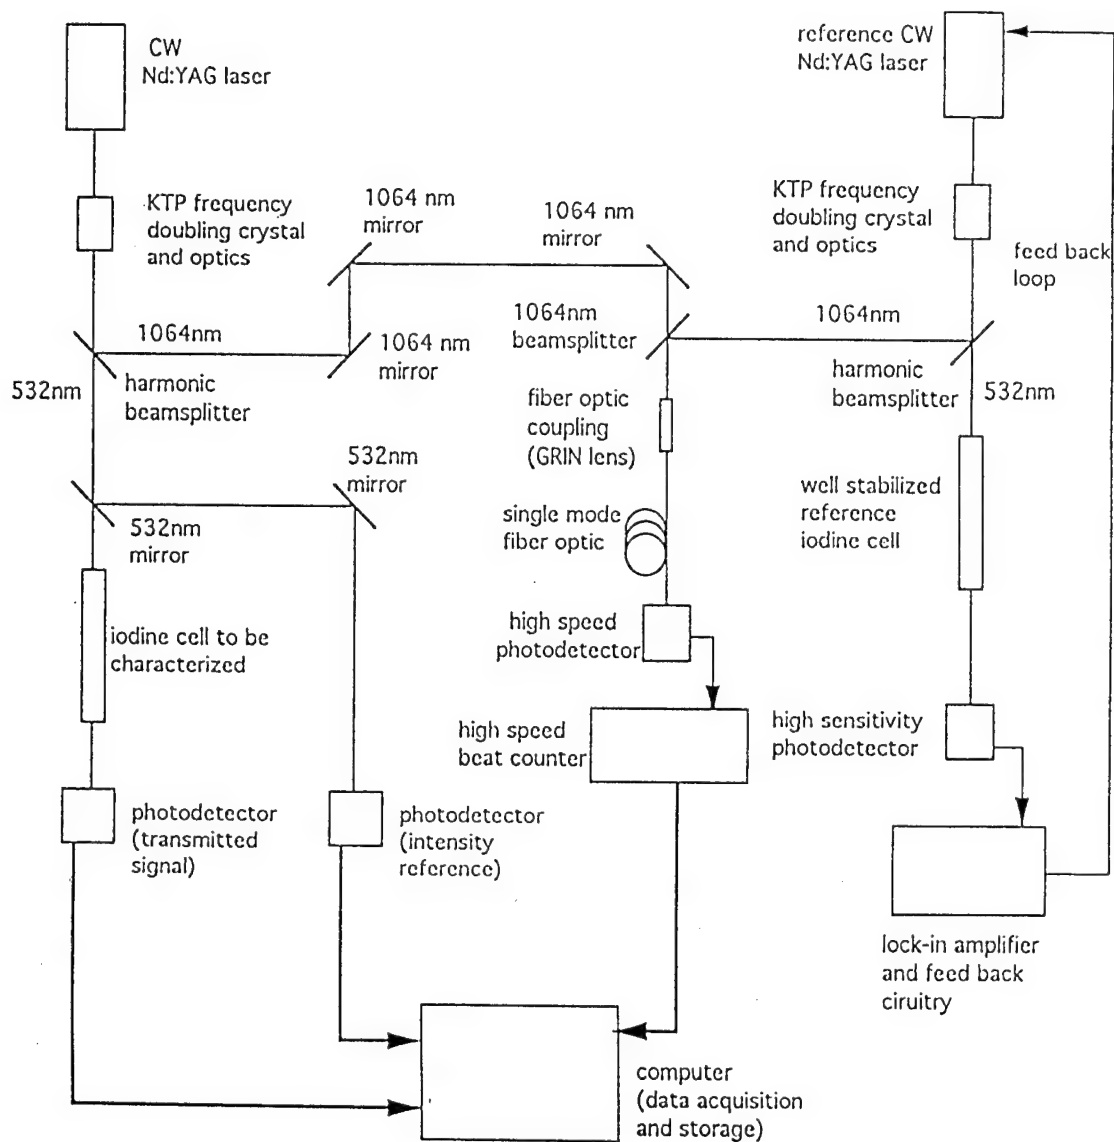 CW
Nd:YAG laser
reference CW
Nd:YAG laser
KTP frequency
doubling crystal
and optics
1064 nm
mirror
1064 nm
mirror
KTP frequency
doubling crystal
and optics
feed back
loop
1064nm
1064 nm
mirror
1064nm
beamsplitter
1064nm
532nm
harmonic
beamsplitter
harmonic
beamsplitter
532nm
fiber optic
coupling
(GRIN lens)
532nm
mirror
532nm
mirror
single mode
fiber optic
well stabilized
reference
iodine cell
iodine cell to be
characterized
high speed
photodetector
high speed
beat counter
high sensitivity
photodetector
photodetector
(transmitted
signal)
photodetector
(intensity
reference)
lock-in amplifier
and feed back
ciruitry
computer
(data acquisition
and storage)